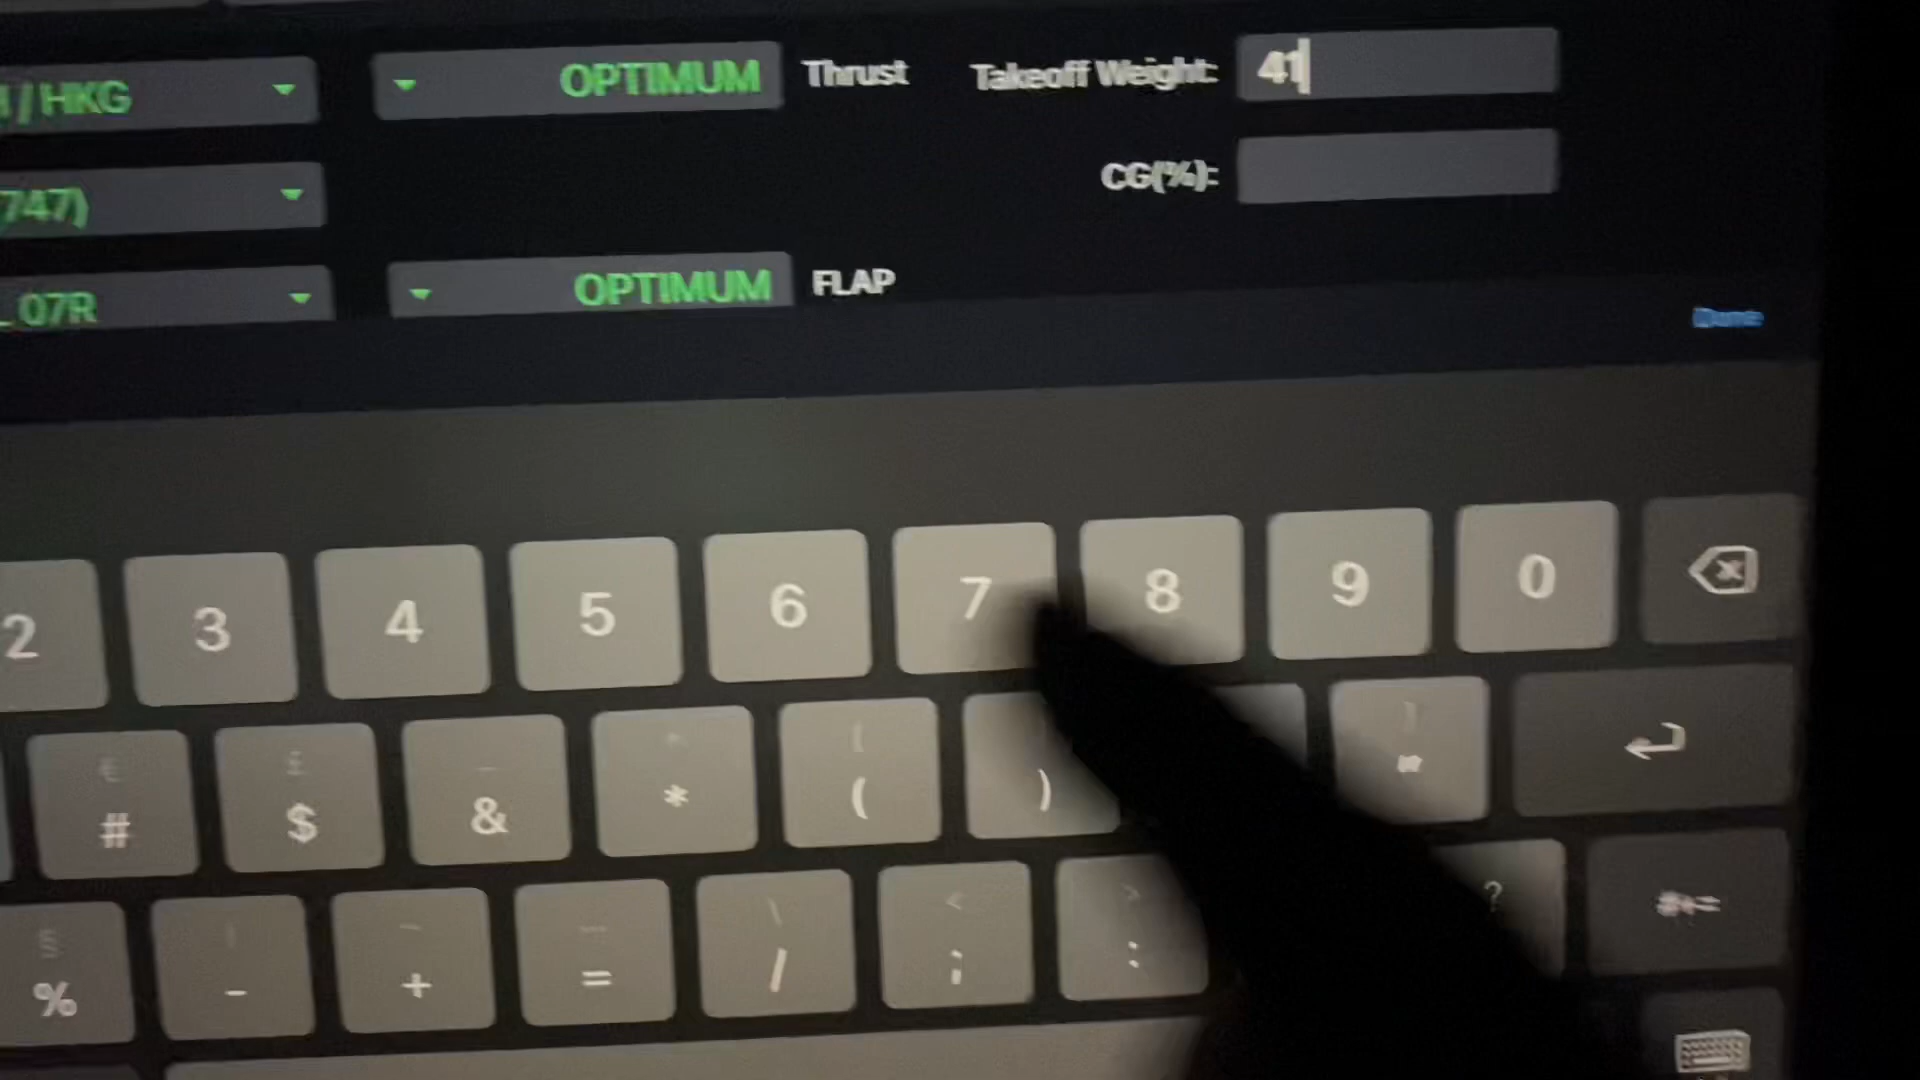 / HKG OPTIMUM Thrust Takeoff Weight: 41
CG(%):
747)
07R OPTIMUM FLAP
Done
2 3 4 5 6 7 8 9 0
# $ & * ( ) "
% - + = / ; : ?